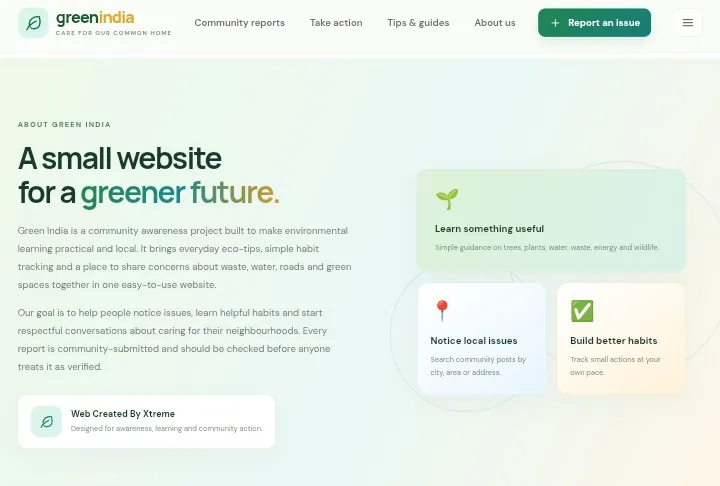 greenindia
CARE FOR OUR COMMON HOME
Community reports
Take action
Tips & guides
About us
+ Report an issue
ABOUT GREEN INDIA
A small website
for a greener future.
Green India is a community awareness project built to make environmental
learning practical and local. It brings everyday eco-tips, simple habit
tracking and a place to share concerns about waste, water, roads and green
spaces together in one easy-to-use website.
Our goal is to help people notice issues, learn helpful habits and start
respectful conversations about caring for their neighbourhoods. Every
report is community-submitted and should be checked before anyone
treats it as verified.
Web Created By Xtreme
Designed for awareness, learning and community action.
Learn something useful
Simple guidance on trees, plants, water, waste, energy and wildlife.
Notice local issues
Search community posts by
city, area or address.
Build better habits
Track small actions at your
own pace.